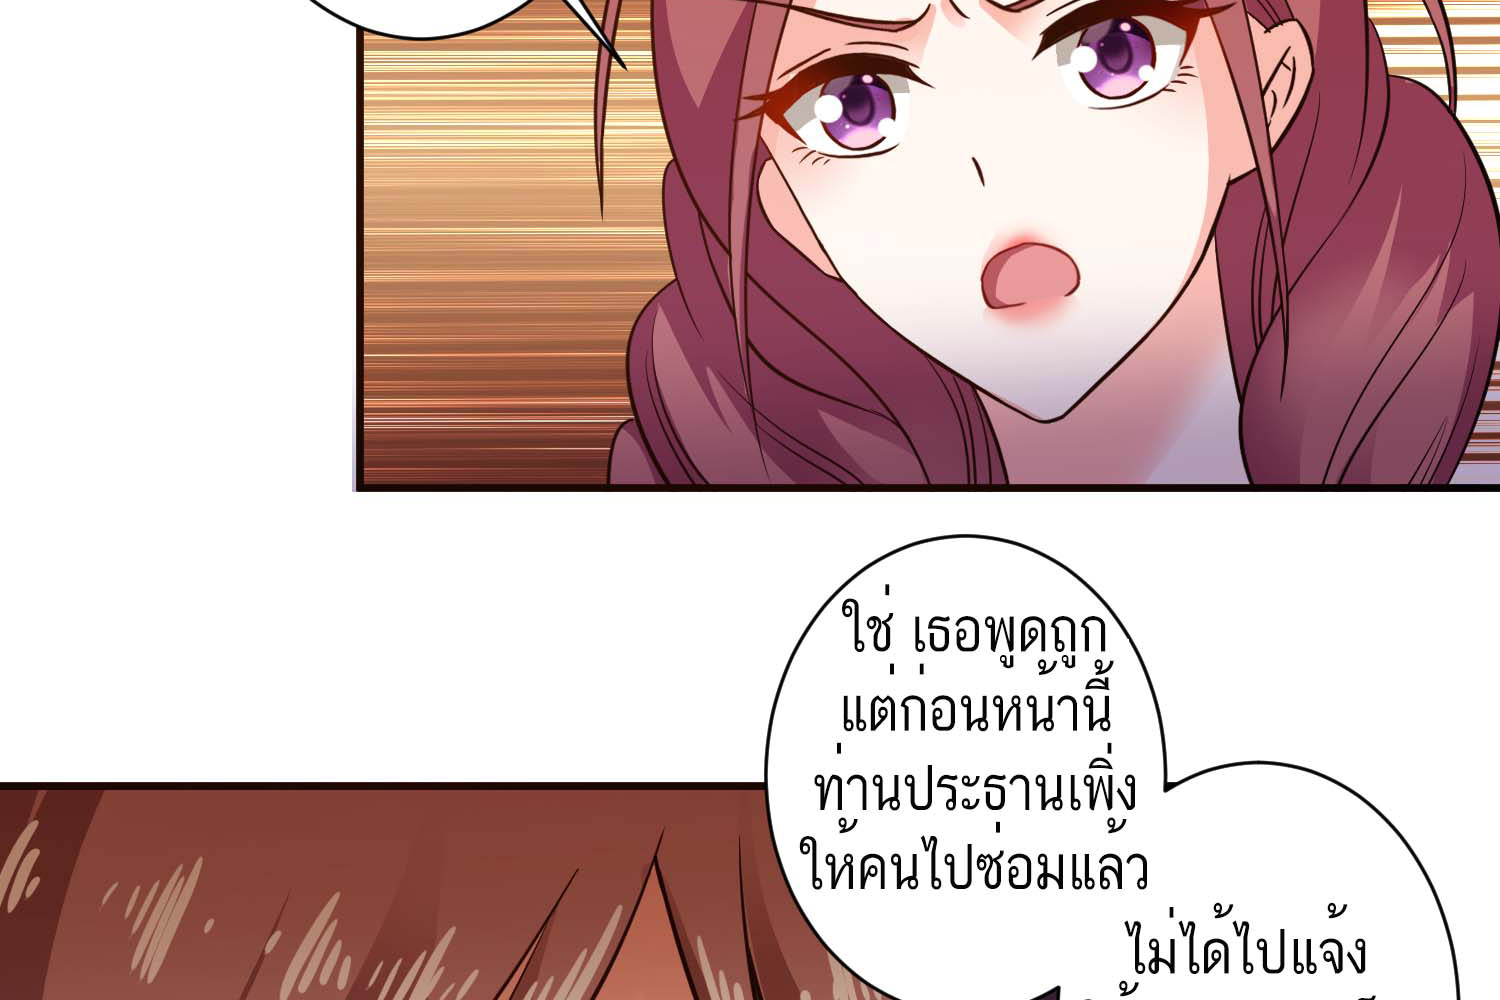 ใช่ เธอพูดถูก
แต่ก่อนหน้านี้
ท่านประธานเพิ่ง
ให้คนไปซ่อมแล้ว
ไม่ได้ไปแจ้ง